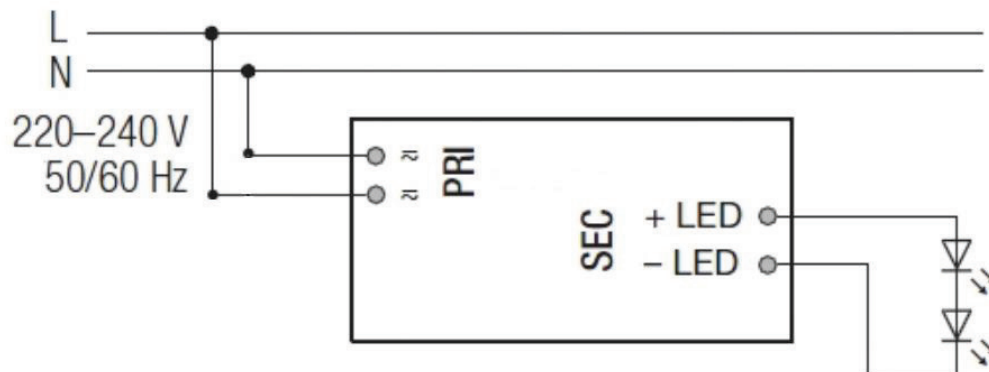 L
N
220–240 V
50/60 Hz
≂ PRI
≂
SEC
+ LED
– LED